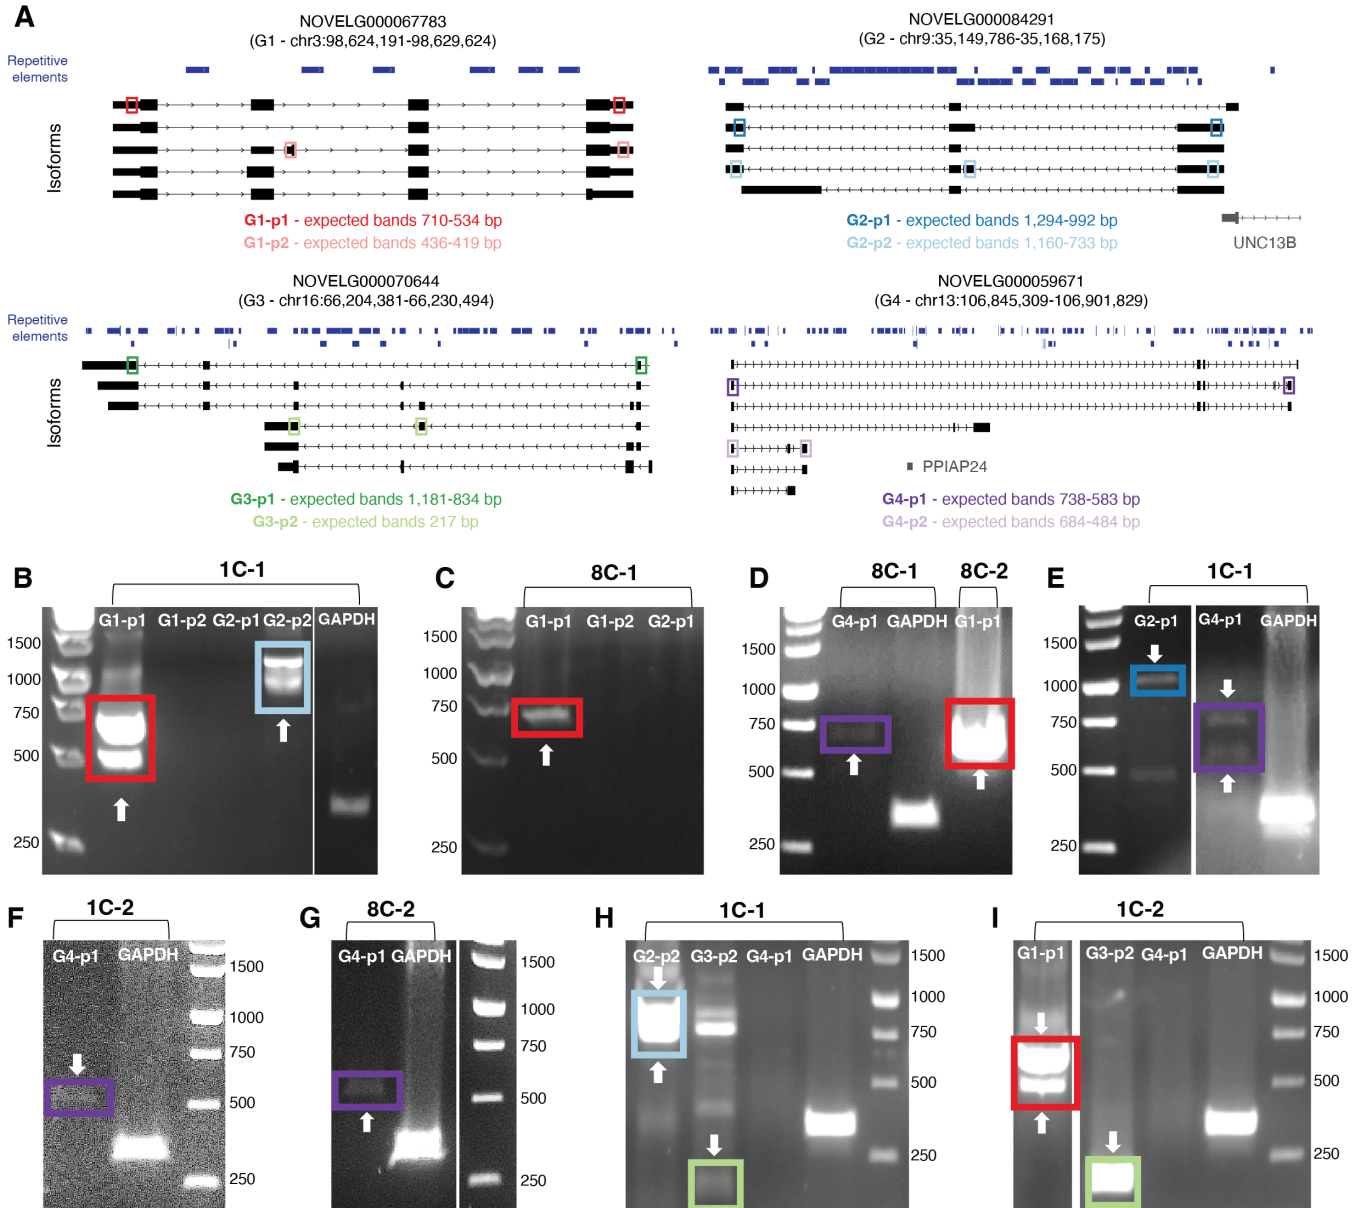 A
NOVELG000067783
(G1 - chr3:98,624,191-98,629,624)
Repetitive
elements
Isoforms
G1-p1 - expected bands 710-534 bp
G1-p2 - expected bands 436-419 bp
NOVELG000084291
(G2 - chr9:35,149,786-35,168,175)
G2-p1 - expected bands 1,294-992 bp
G2-p2 - expected bands 1,160-733 bp
UNC13B
NOVELG000070644
(G3 - chr16:66,204,381-66,230,494)
Repetitive
elements
Isoforms
G3-p1 - expected bands 1,181-834 bp
G3-p2 - expected bands 217 bp
NOVELG000059671
(G4 - chr13:106,845,309-106,901,829)
PPIAP24
G4-p1 - expected bands 738-583 bp
G4-p2 - expected bands 684-484 bp
B
1C-1
G1-p1 G1-p2 G2-p1 G2-p2 GAPDH
1500
1000
750
500
250
C
8C-1
G1-p1 G1-p2 G2-p1
1500
1000
750
500
250
D
8C-1 8C-2
G4-p1 GAPDH G1-p1
1500
1000
750
500
250
E
1C-1
G2-p1 G4-p1 GAPDH
1500
1000
750
500
250
F
1C-2
G4-p1 GAPDH
1500
1000
750
500
250
G
8C-2
G4-p1 GAPDH
1500
1000
750
500
250
H
1C-1
G2-p2 G3-p2 G4-p1 GAPDH
1500
1000
750
500
250
I
1C-2
G1-p1 G3-p2 G4-p1 GAPDH
1500
1000
750
500
250